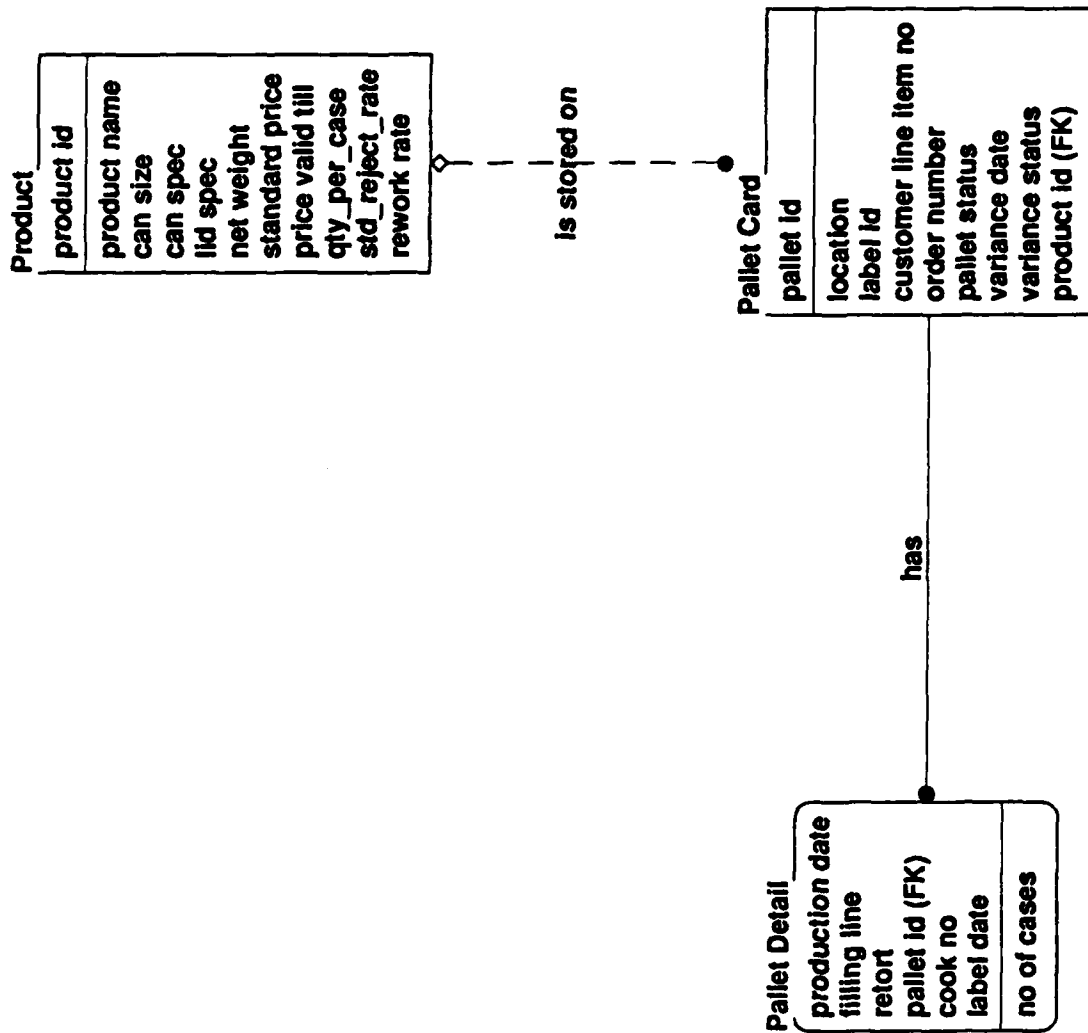 Product
product id
product name
can size
can spec
lid spec
net weight
standard price
price valid till
qty_per_case
std_reject_rate
rework rate
is stored on
Pallet Card
pallet id
location
label id
customer line item no
order number
pallet status
variance date
variance status
product id (FK)
has
Pallet Detail
production date
filling line
retort
pallet id (FK)
cook no
label date
no of cases